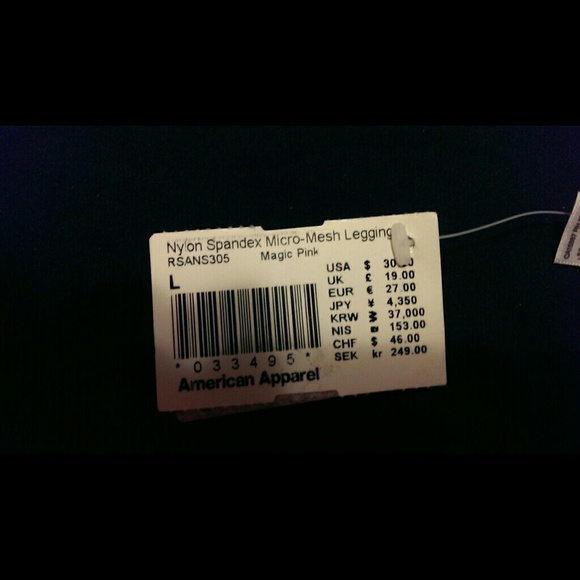 Nylon Spandex Micro-Mesh Legging
RSANS305 Magic Pink
L
USA $
UK £ 19.00
EUR € 27.00
JPY ¥ 4,350
KRW ₩ 37,000
NIS ₪ 153.00
CHF $ 46.00
SEK kr 249.00
*033495*
American Apparel